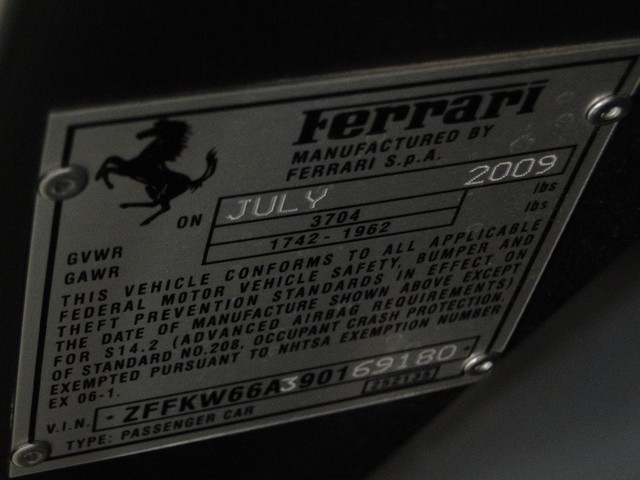 Ferrari
MANUFACTURED BY
FERRARI S.p.A.
ON JULY 2009
GVWR 3704 lbs
GAWR 1742 - 1962 lbs
THIS VEHICLE CONFORMS TO ALL APPLICABLE
FEDERAL MOTOR VEHICLE SAFETY, BUMPER AND
THEFT PREVENTION STANDARDS IN EFFECT ON
THE DATE OF MANUFACTURE SHOWN ABOVE EXCEPT
FOR S14.2 (ADVANCED AIRBAG REQUIREMENTS)
OF STANDARD NO.208, OCCUPANT CRASH PROTECTION,
EXEMPTED PURSUANT TO NHTSA EXEMPTION NUMBER
EX 06-1.
V.I.N. - ZFFKW66A390169180 -
TYPE: PASSENGER CAR